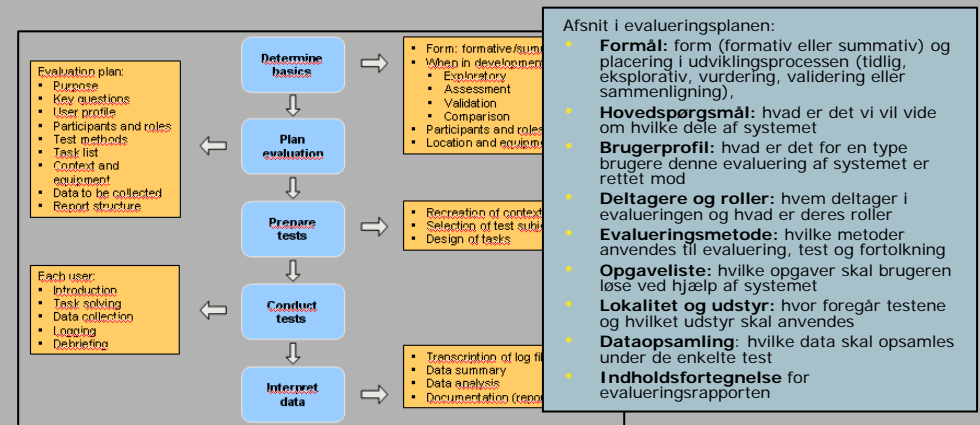 Determine
basics
Plan
evaluation
Prepare
tests
Conduct
tests
Interpret
data
Evaluation plan:
Purpose
Key questions
User profile
Participants and roles
Test methods
Task list
Context and
equipment
Data to be collected
Report structure
Each user:
Introduction
Task solving
Data collection
Logging
Debriefing
Form:
When in development
Exploratory
Assessment
Validation
Comparison
Participants and roles
Location and
Recreation of context
Selection of test
Design of tasks
Transcription of log
Data summary
Data analysis
Documentation
Afsnit i evalueringsplanen:
Formål: form (formativ eller summativ) og
placering i udviklingsprocessen (tidlig,
eksplorativ, vurdering, validering eller
sammenligning),
Hovedspørgsmål: hvad er det vi vil vide
om hvilke dele af systemet
Brugerprofil: hvad er det for en type
brugere denne evaluering af systemet er
rettet mod
Deltagere og roller: hvem deltager i
evalueringen og hvad er deres roller
Evalueringsmetode: hvilke metoder
anvendes til evaluering, test og fortolkning
Opgaveliste: hvilke opgaver skal brugeren
løse ved hjælp af systemet
Lokalitet og udstyr: hvor foregår testene
og hvilket udstyr skal anvendes
Dataopsamling: hvilke data skal opsamles
under de enkelte test
Indholdsfortegnelse for
evalueringsrapporten